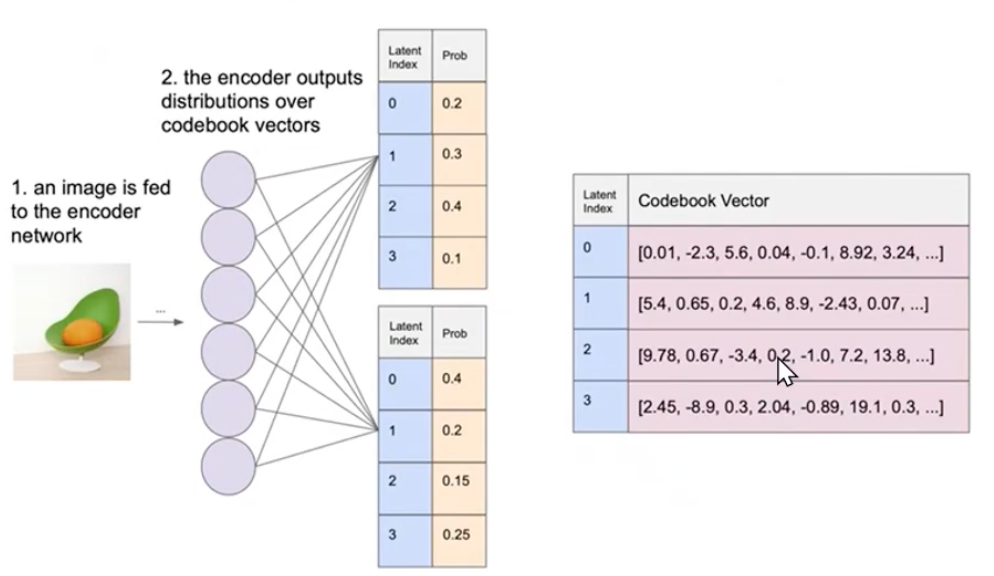 1. an image is fed
to the encoder
network
...
2. the encoder outputs
distributions over
codebook vectors
Latent
Index
Prob
0 0.2
1 0.3
2 0.4
3 0.1
Latent
Index
Prob
0 0.4
1 0.2
2 0.15
3 0.25
Latent
Index
Codebook Vector
0 [0.01, -2.3, 5.6, 0.04, -0.1, 8.92, 3.24, ...]
1 [5.4, 0.65, 0.2, 4.6, 8.9, -2.43, 0.07, ...]
2 [9.78, 0.67, -3.4, 0.2, -1.0, 7.2, 13.8, ...]
3 [2.45, -8.9, 0.3, 2.04, -0.89, 19.1, 0.3, ...]